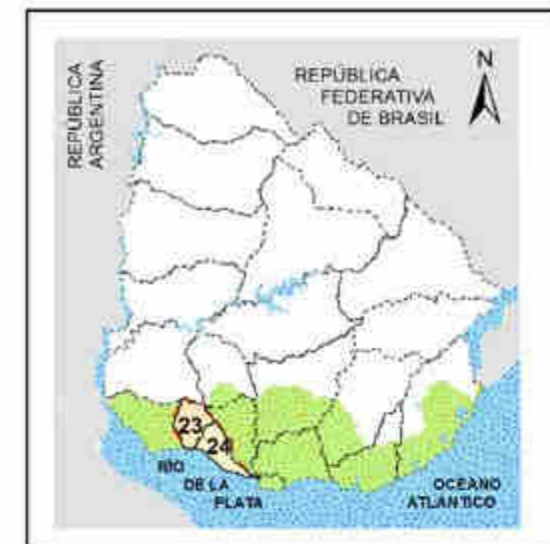 REPÚBLICA
ARGENTINA
REPÚBLICA
FEDERATIVA
DE BRASIL
N
23
24
RIO
DE LA
PLATA
OCEANO
ATLANTICO